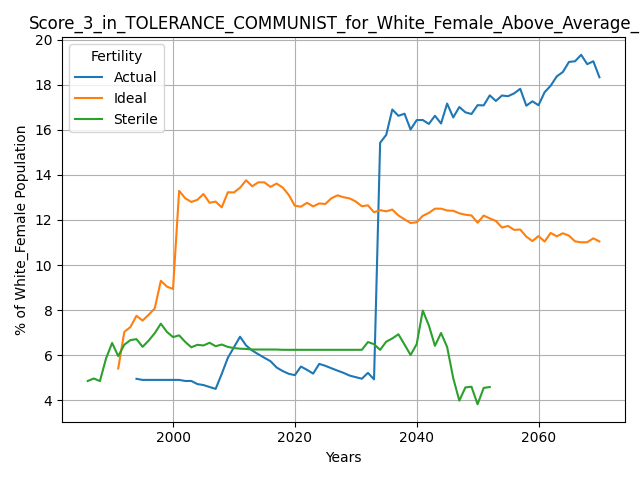 Score_3_in_TOLERANCE_COMMUNIST_for_White_Female_Above_Average_
Fertility
Actual
Ideal
Sterile
% of White_Female Population
20
18
16
14
12
10
8
6
4
2000
2020
2040
2060
Years